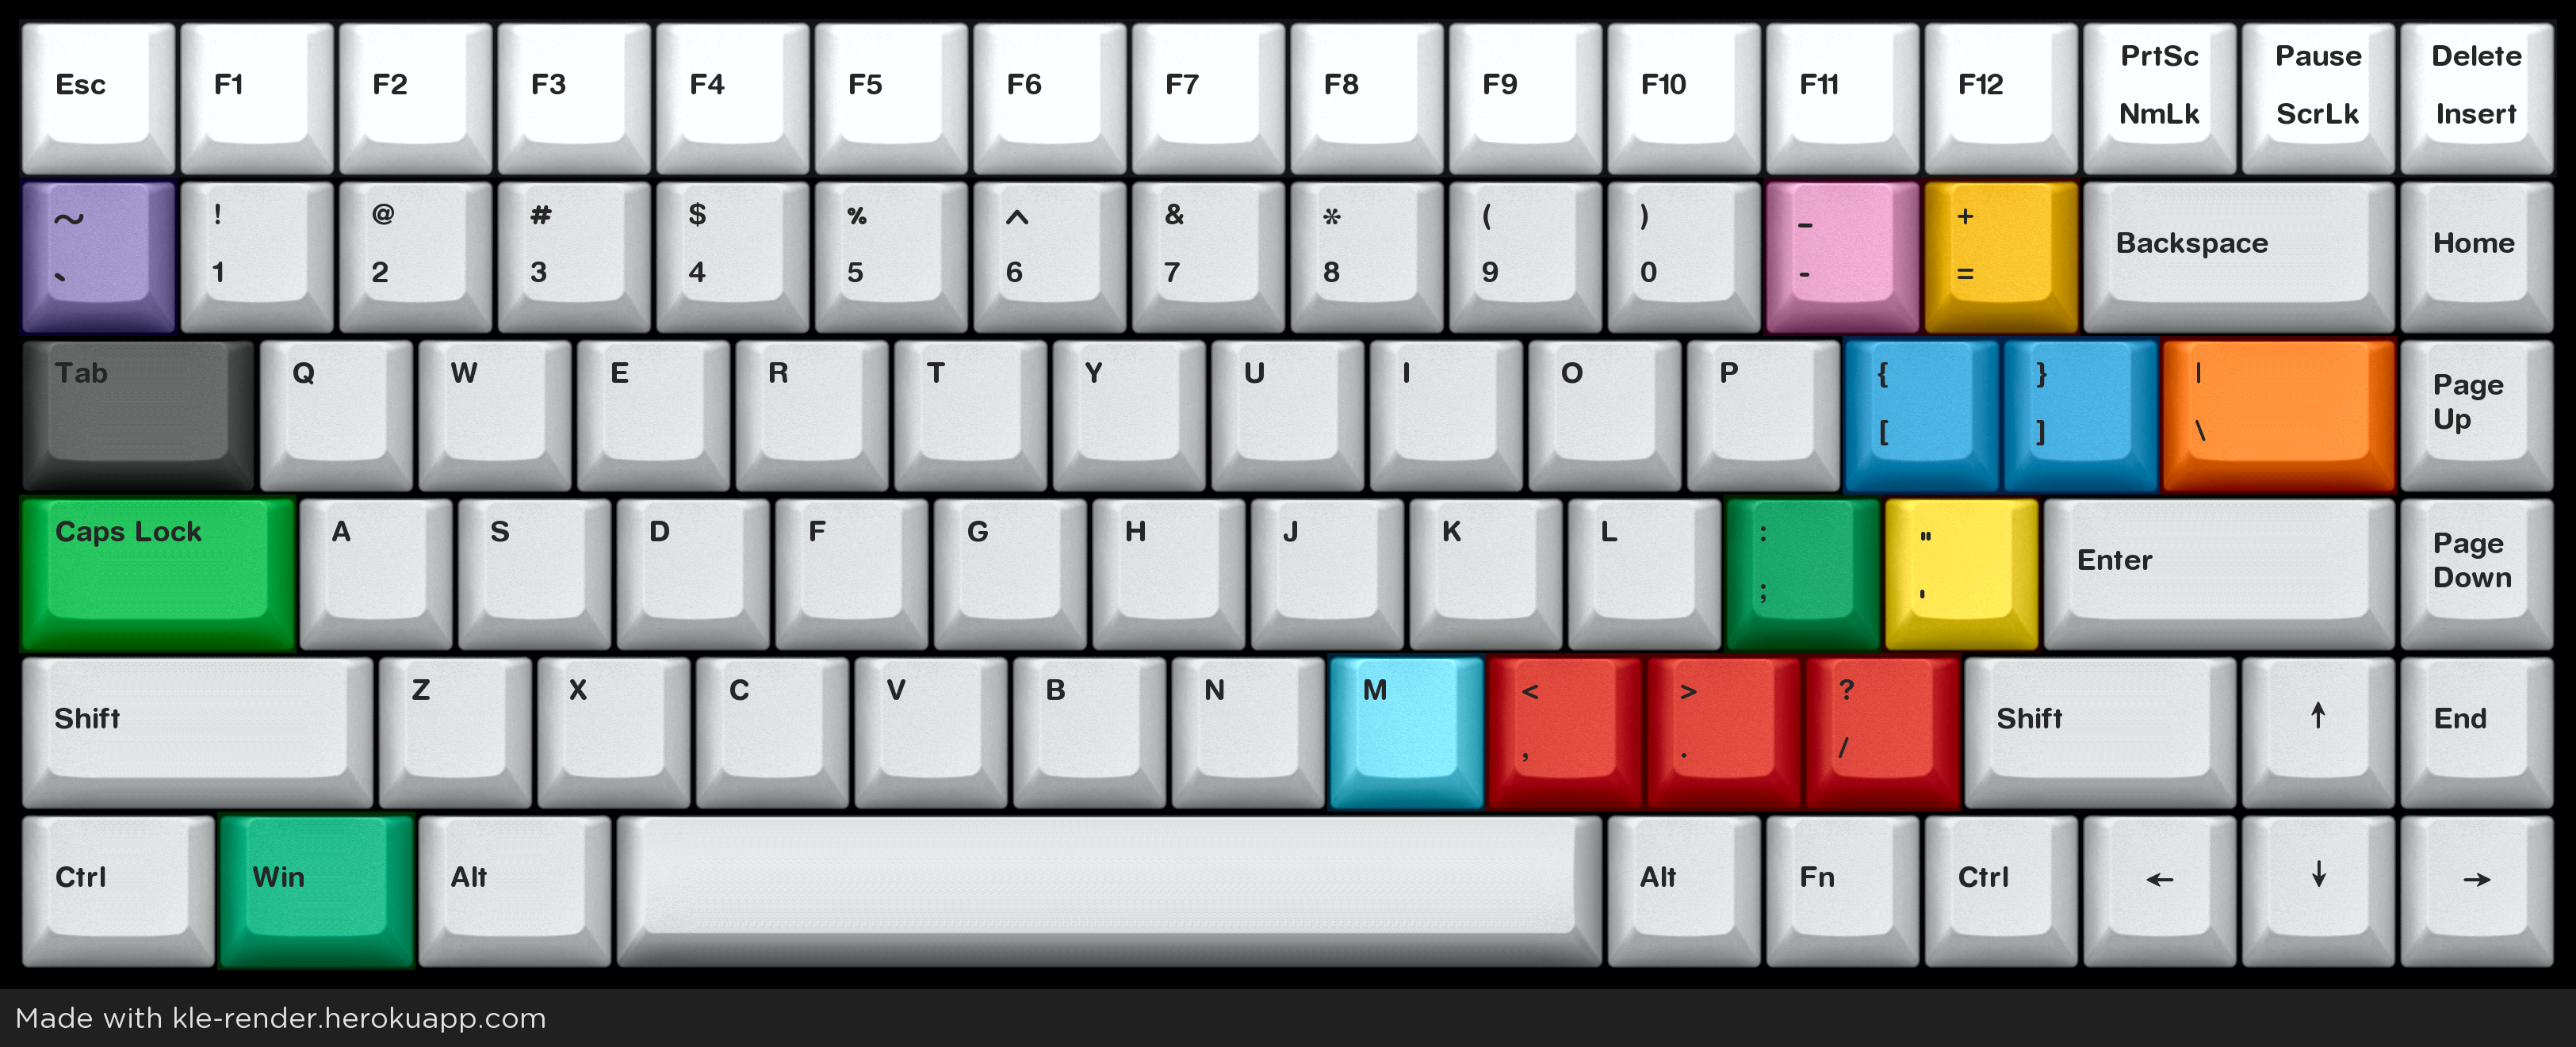 Esc F1 F2 F3 F4 F5 F6 F7 F8 F9 F10 F11 F12 PrtSc Pause Delete
NmLk ScrLk Insert
~ ! @ # $ % ^ & * ( ) _ + Backspace Home
` 1 2 3 4 5 6 7 8 9 0 - =
Tab Q W E R T Y U I O P { } | Page Up
[ ] \
Caps Lock A S D F G H J K L : " Enter Page Down
; '
Shift Z X C V B N M < > ? Shift ↑ End
, . /
Ctrl Win Alt Alt Fn Ctrl ← ↓ →
Made with kle-render.herokuapp.com